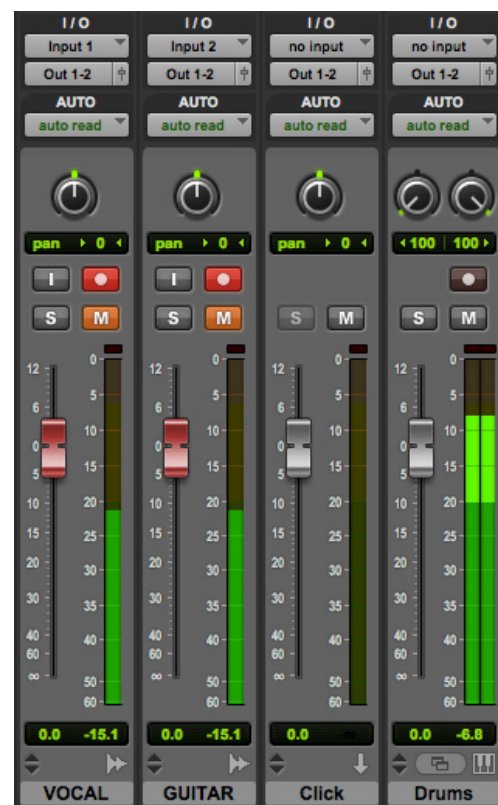 I / O I / O I / O I / O
Input 1 Input 2 no input no input
Out 1-2 Out 1-2 Out 1-2 Out 1-2
AUTO AUTO AUTO AUTO
auto read auto read auto read auto read
pan 0 pan 0 pan 0 100 100
I I
S M S M S M S M
12 0 12 0 12 0 12 0
5 5 5 5
6 10 6 10 6 10 6 10
0 15 0 15 0 15 0 15
5 20 5 20 5 20 5 20
10 25 10 25 10 25 10 25
15 30 15 30 15 30 15 30
20 35 20 35 20 35 20 35
30 40 30 40 30 40 30 40
40 50 40 50 40 50 40 50
60 60 60 60 60 60 60 60
∞ ∞ ∞ ∞
0.0 -15.1 0.0 -15.1 0.0 -∞ 0.0 -6.8
VOCAL GUITAR Click Drums